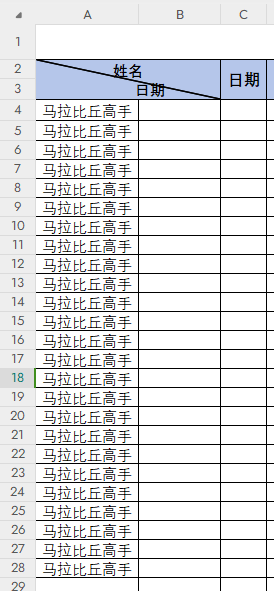 A B C
1
2 姓名
日期
3 日期
4 马拉比丘高手
5 马拉比丘高手
6 马拉比丘高手
7 马拉比丘高手
8 马拉比丘高手
9 马拉比丘高手
10 马拉比丘高手
11 马拉比丘高手
12 马拉比丘高手
13 马拉比丘高手
14 马拉比丘高手
15 马拉比丘高手
16 马拉比丘高手
17 马拉比丘高手
18 马拉比丘高手
19 马拉比丘高手
20 马拉比丘高手
21 马拉比丘高手
22 马拉比丘高手
23 马拉比丘高手
24 马拉比丘高手
25 马拉比丘高手
26 马拉比丘高手
27 马拉比丘高手
28 马拉比丘高手
29